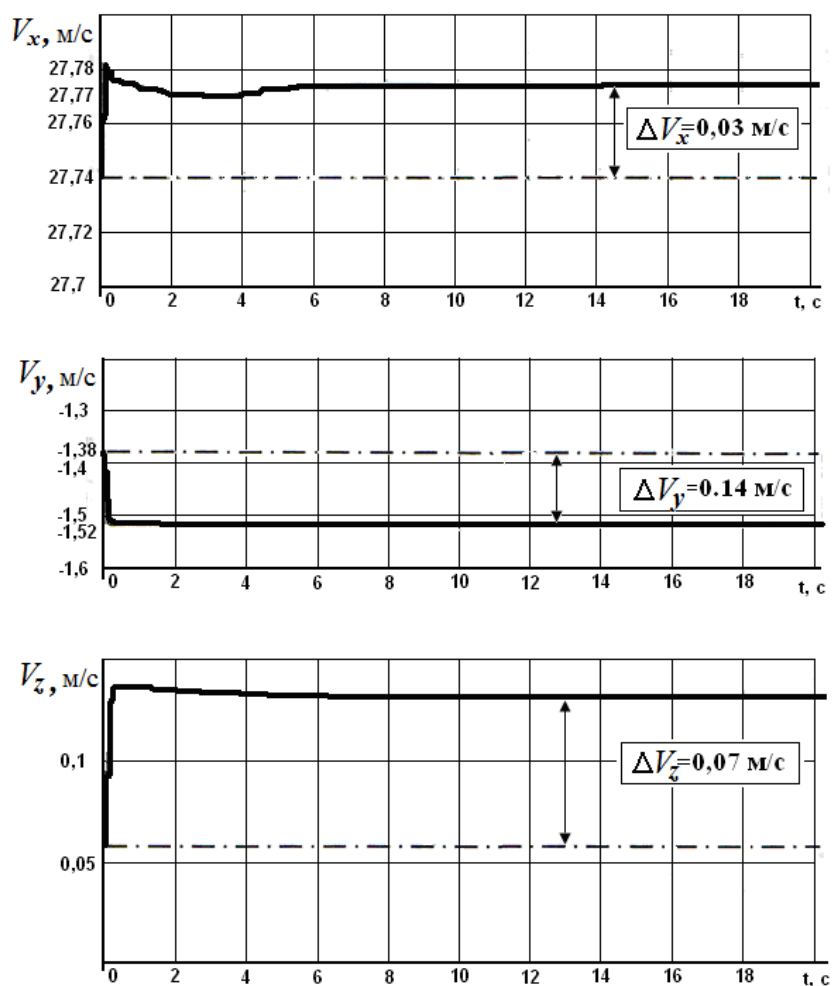 Vx, м/с
27,78
27,77
27,76
ΔVx=0,03 м/с
27,74
27,72
27,7
0 2 4 6 8 10 12 14 16 18 t, с
Vy, м/с
-1,3
-1,38
-1,4
ΔVy=0.14 м/с
-1,5
-1,52
-1,6
0 2 4 6 8 10 12 14 16 18 t, с
Vz, м/с
0,1
ΔVz=0,07 м/с
0,05
0 2 4 6 8 10 12 14 16 18 t, с